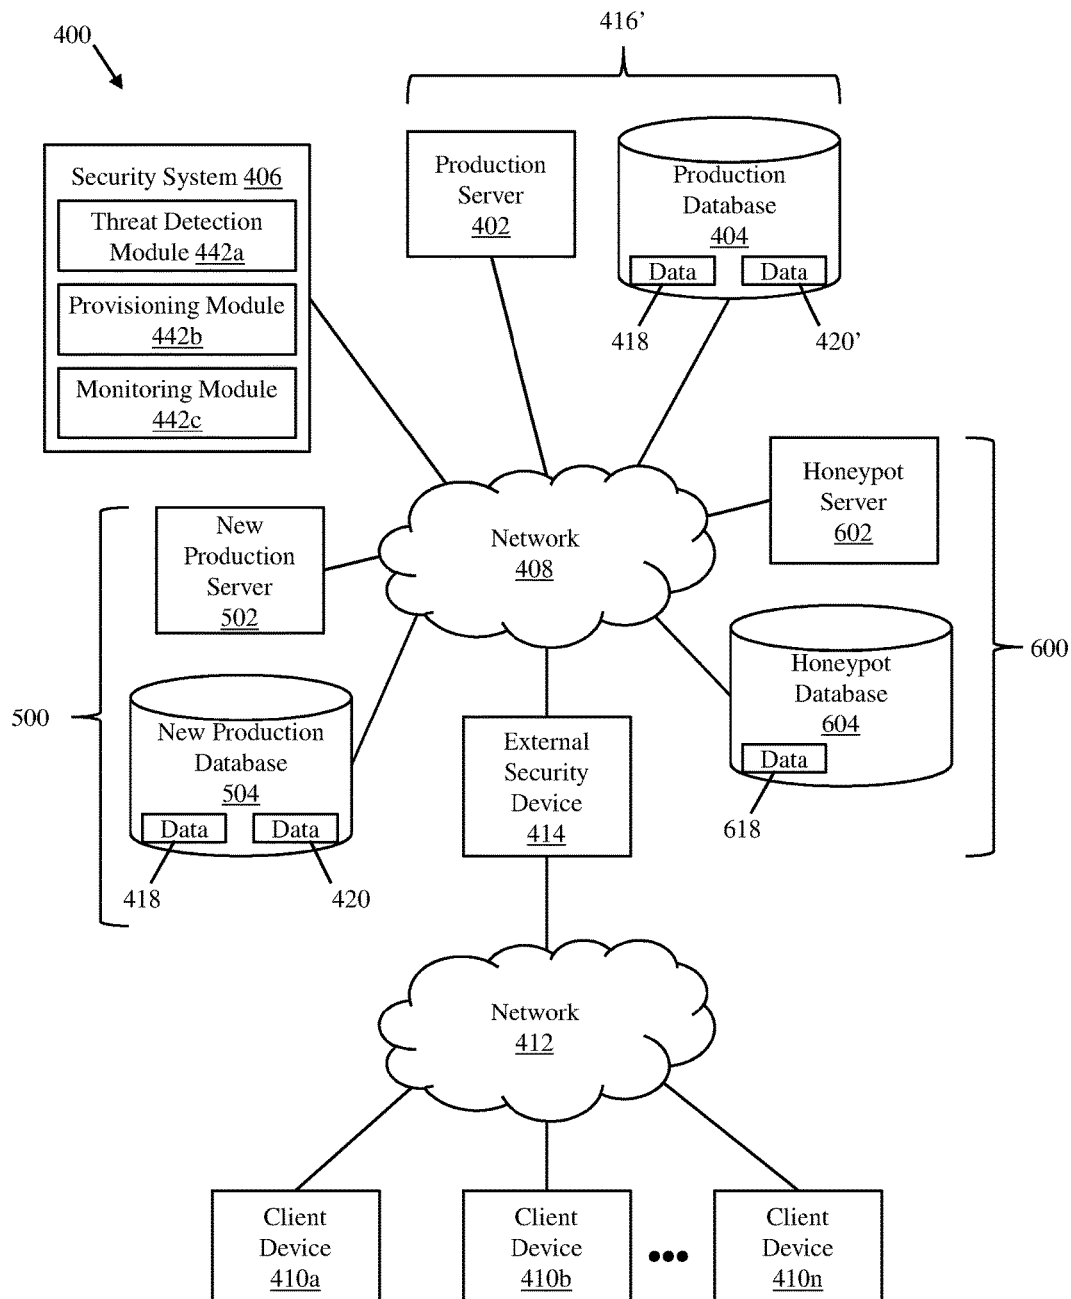 400
416’
Security System 406
Threat Detection
Module 442a
Provisioning Module
442b
Monitoring Module
442c
Production
Server
402
Production
Database
404
Data
Data
418
420’
Network
408
Honeypot
Server
602
Honeypot
Database
604
Data
618
600
New
Production
Server
502
New Production
Database
504
Data
Data
418
420
500
External
Security
Device
414
Network
412
Client
Device
410a
Client
Device
410b
•••
Client
Device
410n